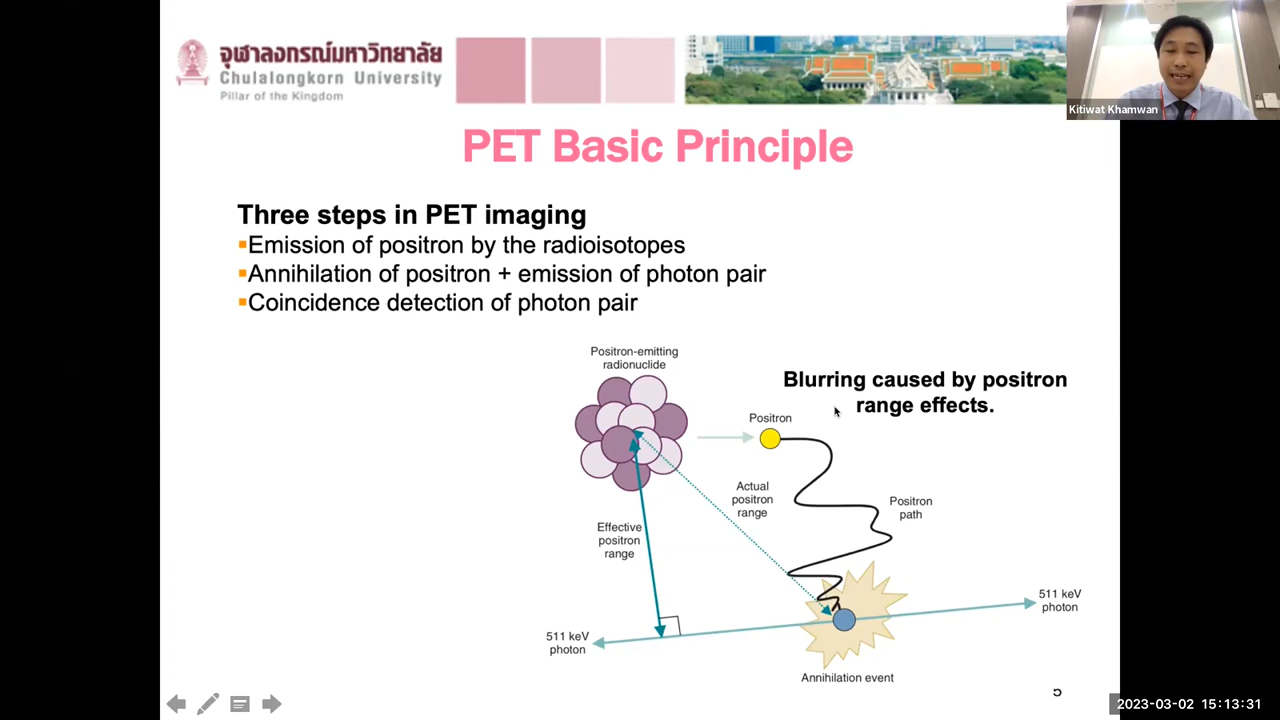 จุฬาลงกรณ์มหาวิทยาลัย
Chulalongkorn University
Pillar of the Kingdom
Kitiwat Khamwan
PET Basic Principle
Three steps in PET imaging
Emission of positron by the radioisotopes
Annihilation of positron + emission of photon pair
Coincidence detection of photon pair
Positron-emitting
radionuclide
Blurring caused by positron
range effects.
Positron
Actual
positron
range
Positron
path
Effective
positron
range
511 keV
photon
511 keV
photon
Annihilation event
5
2023-03-02 15:13:31